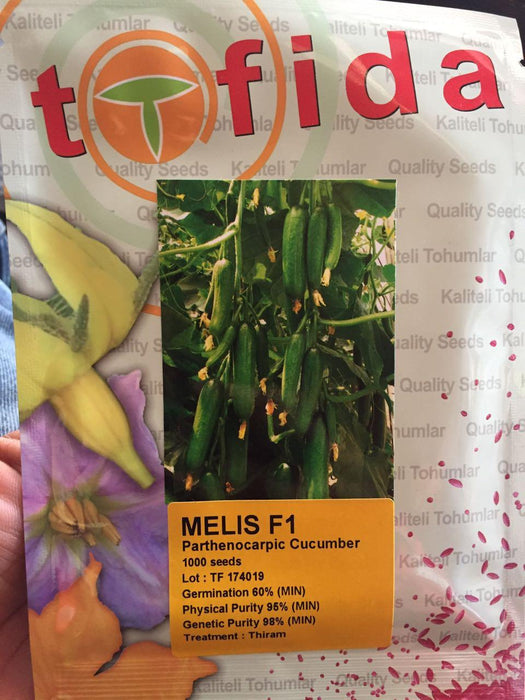 tofida
MELIS F1
Parthenocarpic Cucumber
1000 seeds
Lot : TF 174019
Germination 60% (MIN)
Physical Purity 95% (MIN)
Genetic Purity 98% (MIN)
Treatment : Thiram
Kaliteli Tohumlar Quality Seeds